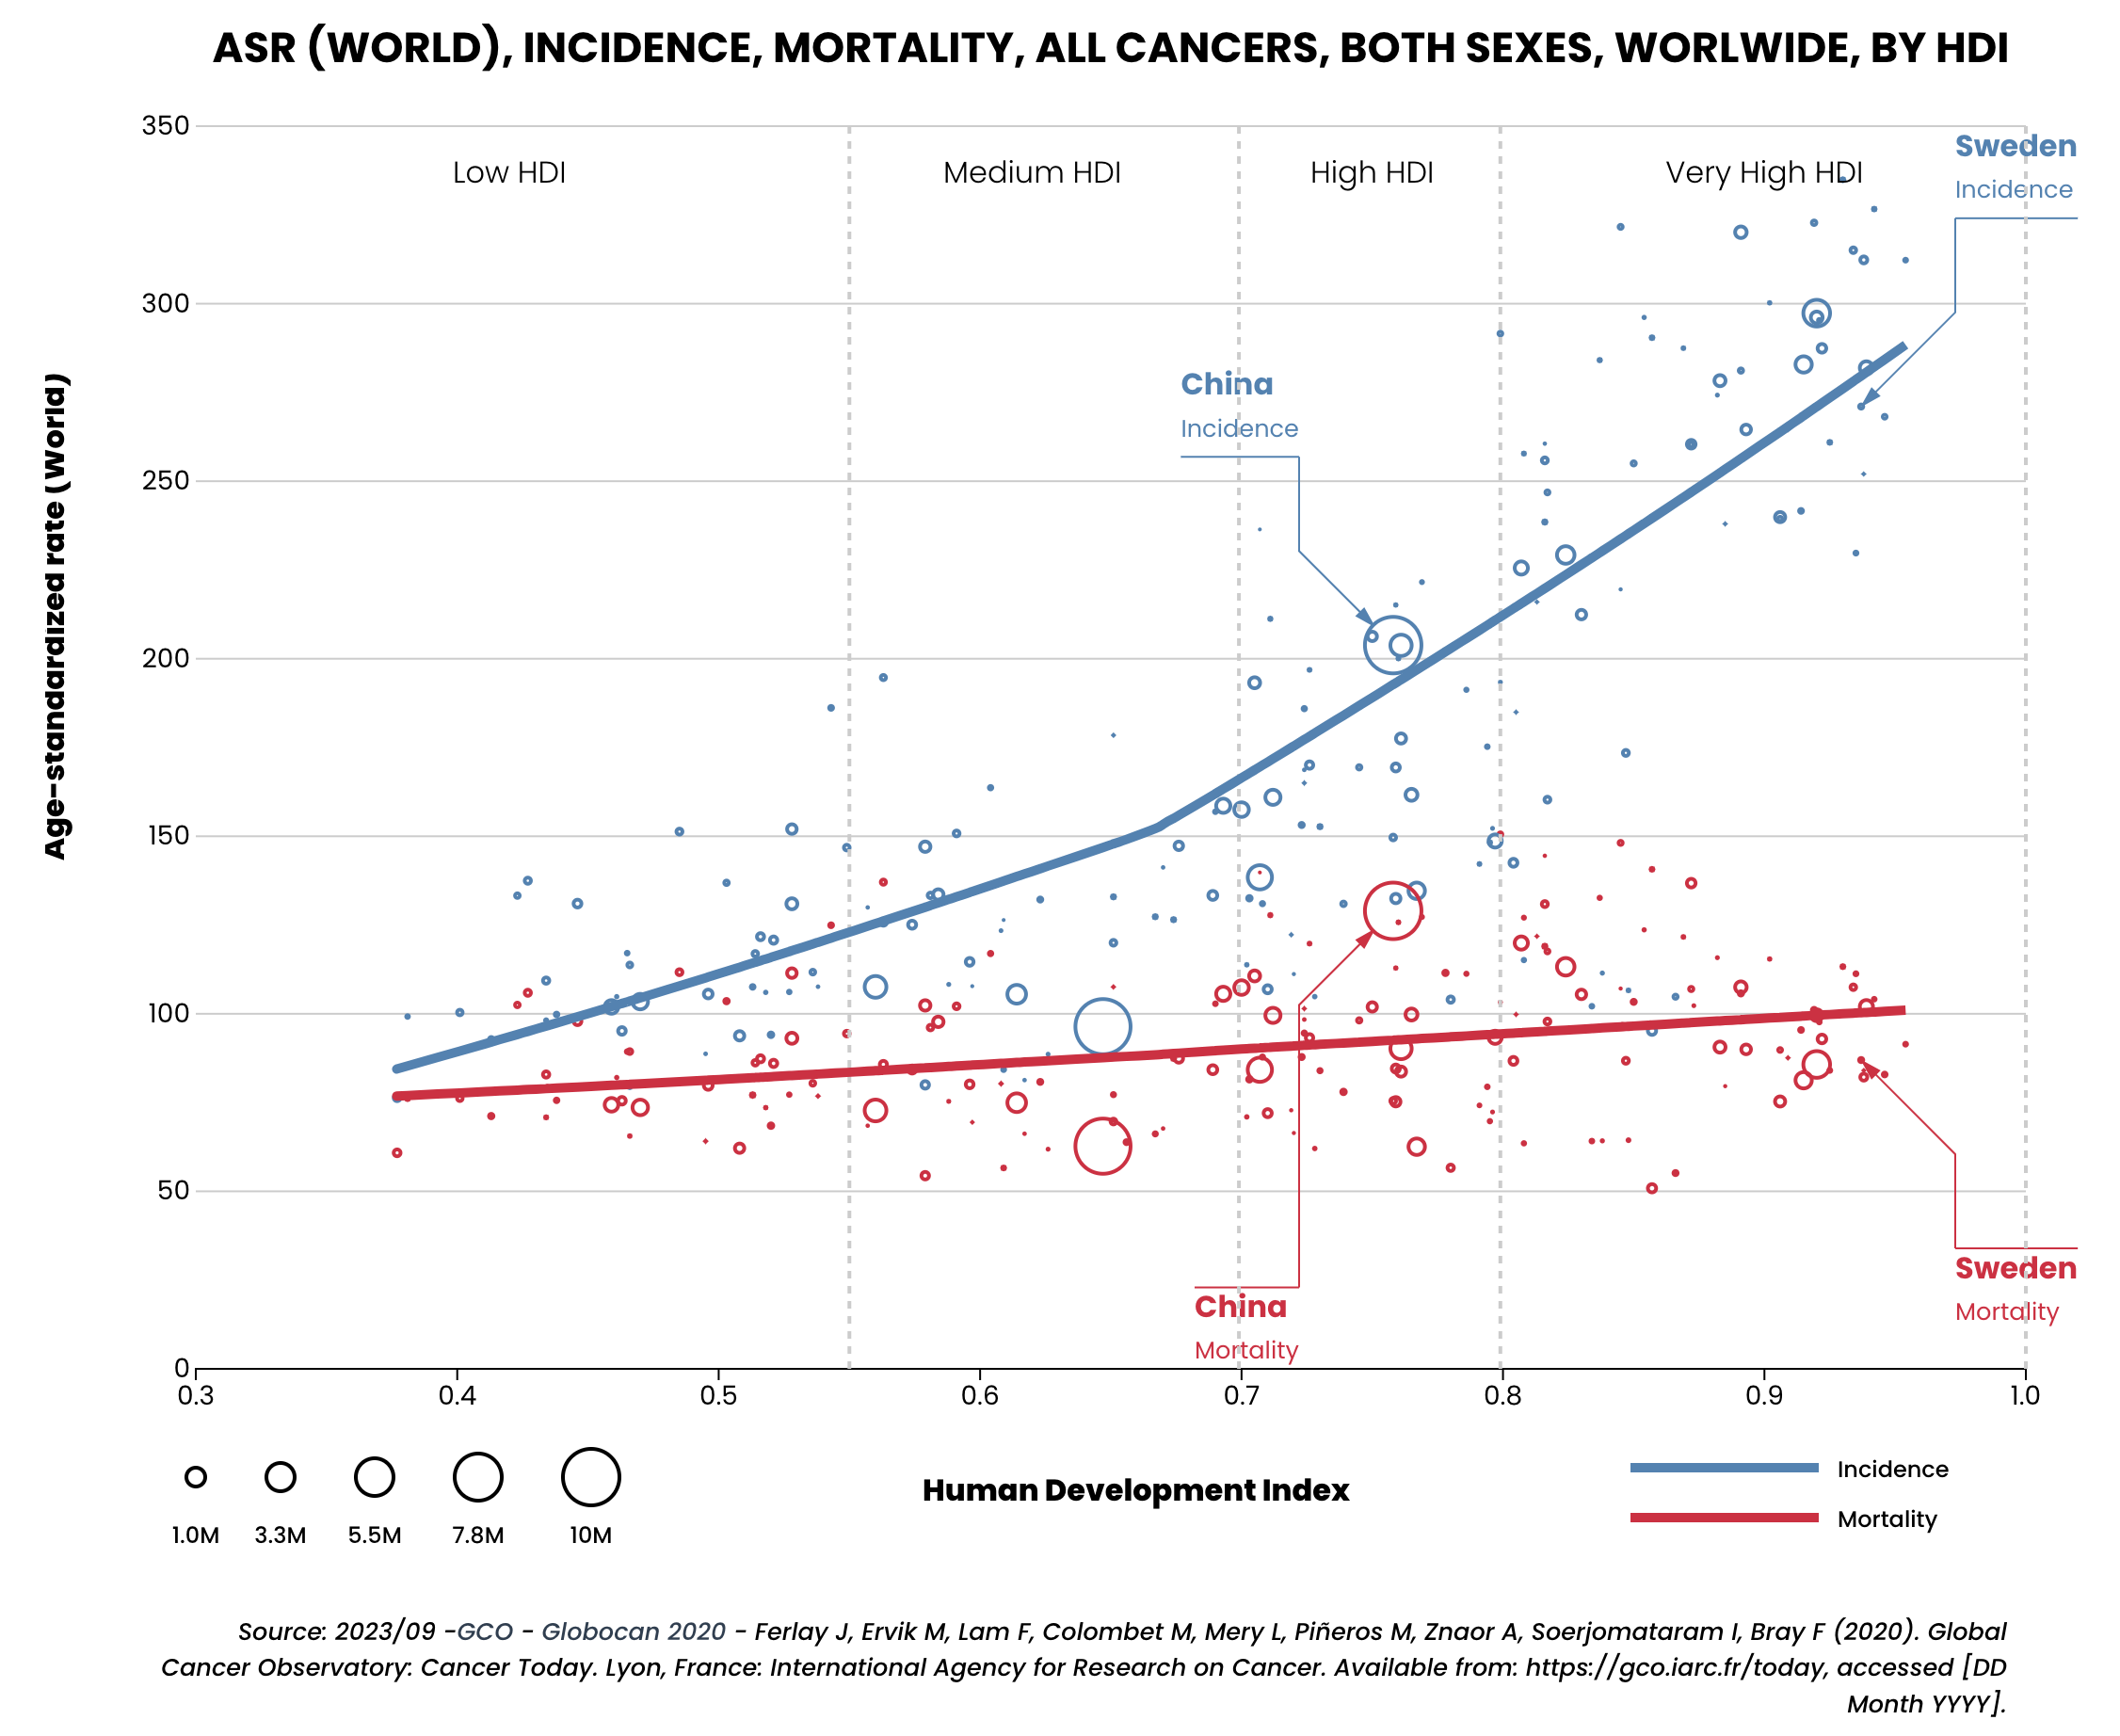 ASR (WORLD), INCIDENCE, MORTALITY, ALL CANCERS, BOTH SEXES, WORLWIDE, BY HDI
350
300
250
200
150
100
50
0
Age-standardized rate (World)
Low HDI
Medium HDI
High HDI
Very High HDI
Sweden
Incidence
China
Incidence
China
Mortality
Sweden
Mortality
0.3 0.4 0.5 0.6 0.7 0.8 0.9 1.0
1.0M 3.3M 5.5M 7.8M 10M
Human Development Index
Incidence
Mortality
Source: 2023/09 -GCO - Globocan 2020 - Ferlay J, Ervik M, Lam F, Colombet M, Mery L, Piñeros M, Znaor A, Soerjomataram I, Bray F (2020). Global
Cancer Observatory: Cancer Today. Lyon, France: International Agency for Research on Cancer. Available from: https://gco.iarc.fr/today, accessed [DD
Month YYYY].